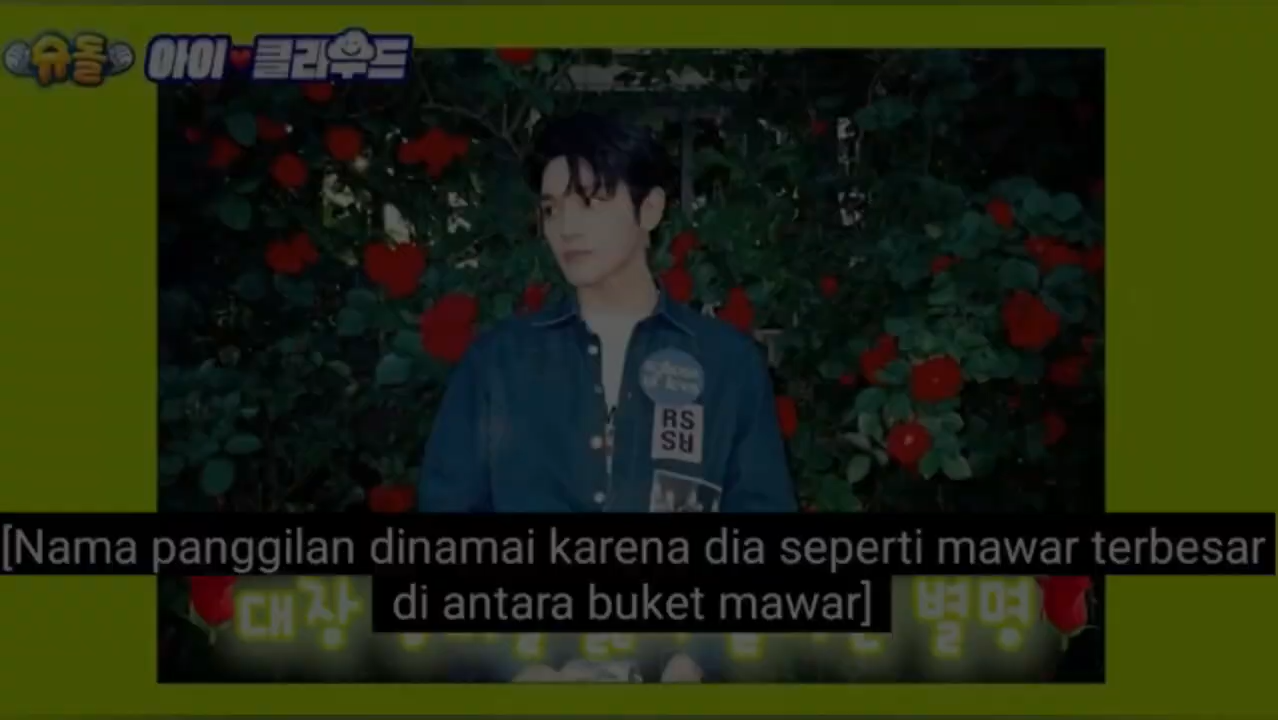 슈돌 아이♥클라우드
RS
SR
[Nama panggilan dinamai karena dia seperti mawar terbesar
di antara buket mawar]
대장 별명